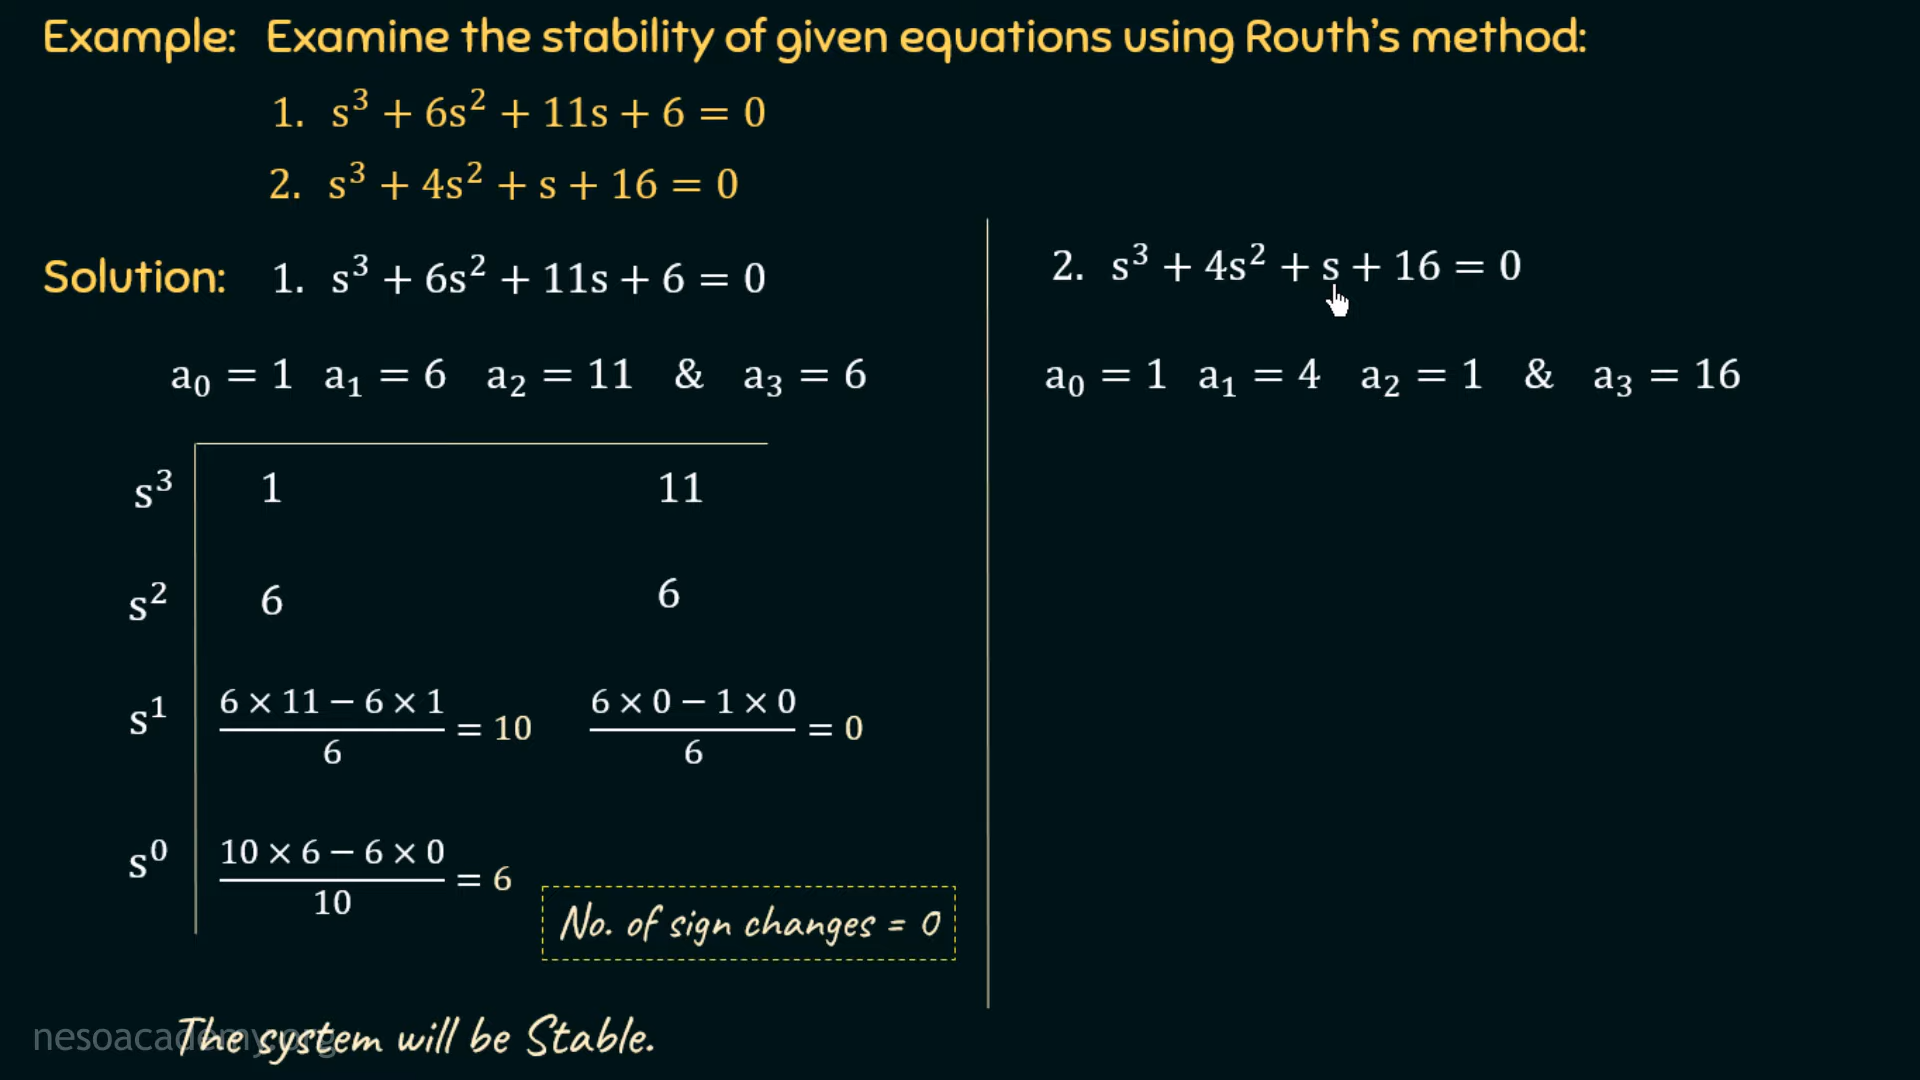 Example: Examine the stability of given equations using Routh's method:
1. s³ + 6s² + 11s + 6 = 0
2. s³ + 4s² + s + 16 = 0
Solution: 1. s³ + 6s² + 11s + 6 = 0
a₀ = 1 a₁ = 6 a₂ = 11 & a₃ = 6
s³ 1 11
s² 6 6
s¹ (6 × 11 − 6 × 1)/6 = 10 (6 × 0 − 1 × 0)/6 = 0
s⁰ (10 × 6 − 6 × 0)/10 = 6
No. of sign changes = 0
The system will be Stable.
nesoacademy.org
2. s³ + 4s² + s + 16 = 0
a₀ = 1 a₁ = 4 a₂ = 1 & a₃ = 16